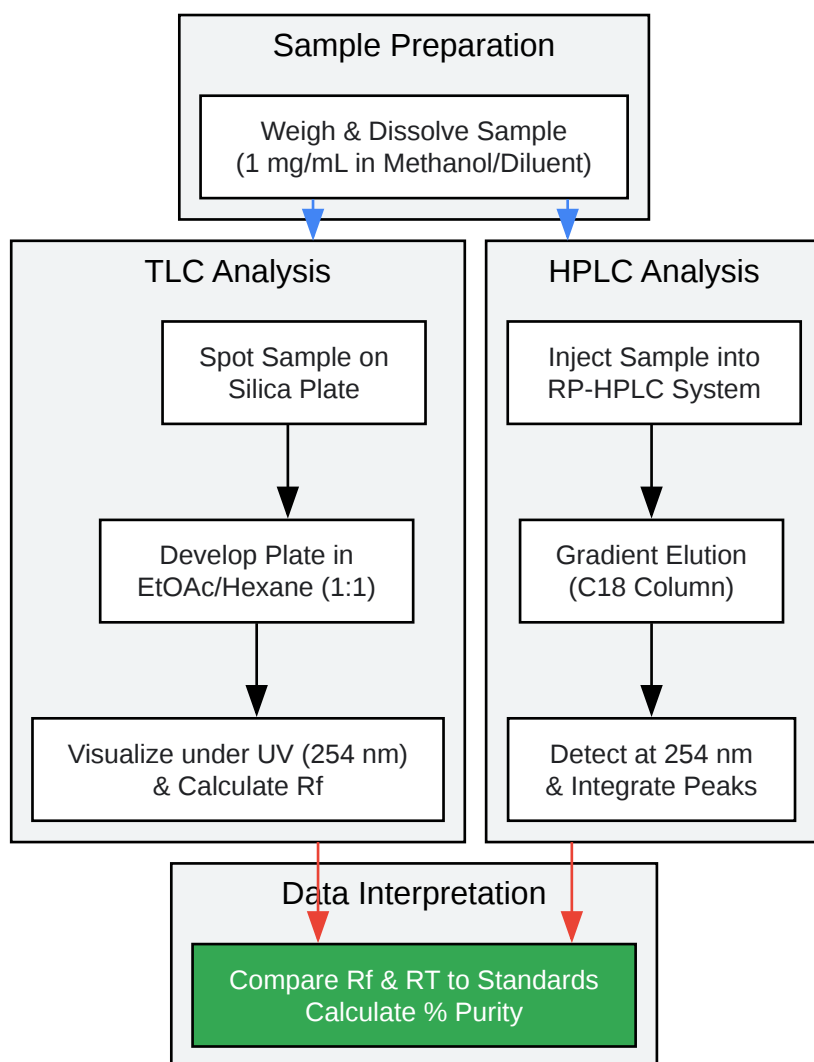 Sample Preparation
Weigh & Dissolve Sample
(1 mg/mL in Methanol/Diluent)
TLC Analysis
Spot Sample on
Silica Plate
Develop Plate in
EtOAc/Hexane (1:1)
Visualize under UV (254 nm)
& Calculate Rf
HPLC Analysis
Inject Sample into
RP-HPLC System
Gradient Elution
(C18 Column)
Detect at 254 nm
& Integrate Peaks
Data Interpretation
Compare Rf & RT to Standards
Calculate % Purity